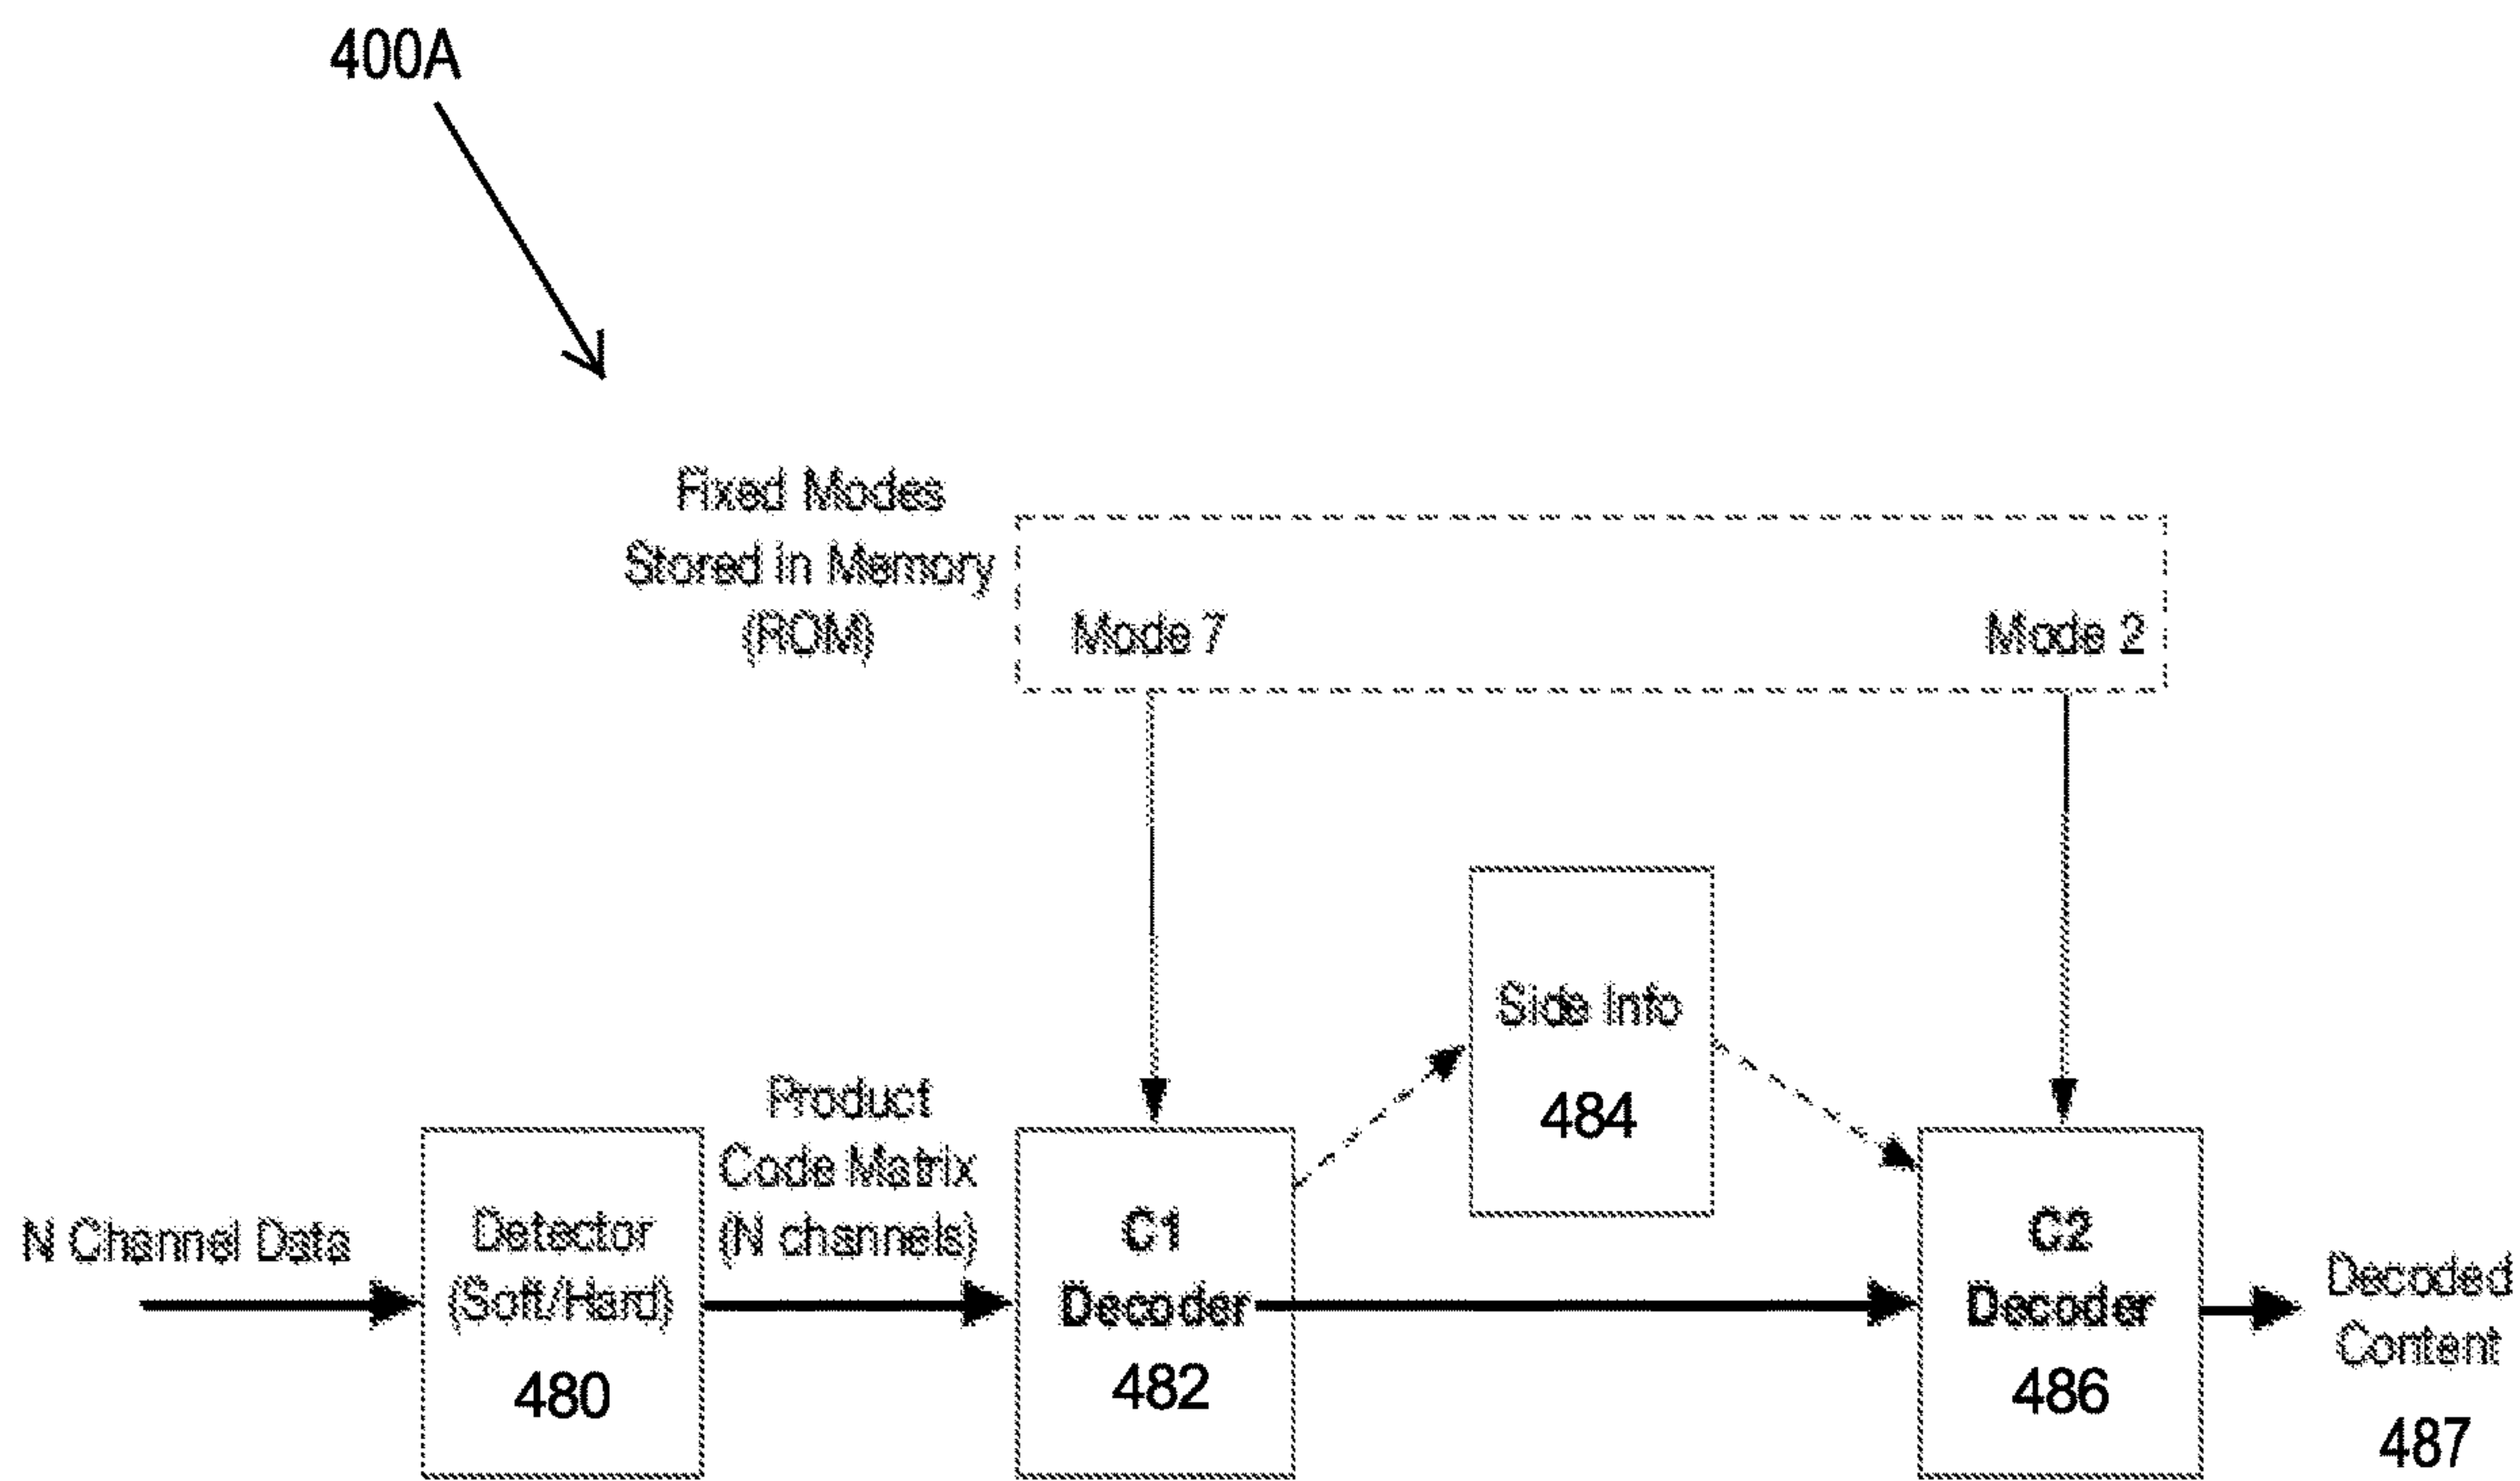 400A
Fixed Modes
Stored in Memory
(ROM)
Mode 7
Mode 2
Side Info
484
Product
Code Matrix
(N channels)
N Channel Data
Detector
(Soft/Hard)
480
C1
Decoder
482
C2
Decoder
486
Decoded
Content
487